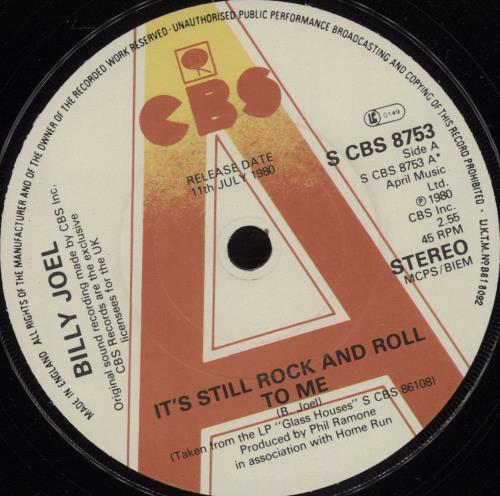 ALL RIGHTS OF THE MANUFACTURER AND OF THE OWNER OF THE RECORDED WORK RESERVED · UNAUTHORISED PUBLIC PERFORMANCE BROADCASTING AND COPYING OF THIS RECORD PROHIBITED · U.K.T.M. No B818092
MADE IN ENGLAND
CBS
RELEASE DATE
11th JULY 1980
LC 0149
S CBS 8753
Side A
S CBS 8753 A*
April Music
Ltd.
℗ 1980
CBS Inc.
2.55
45 RPM
STEREO
MCPS/BIEM
BILLY JOEL
Original sound recording made by CBS Inc.
CBS Records are the exclusive
licensees for the UK.
IT'S STILL ROCK AND ROLL
TO ME
(B. Joel)
(Taken from the LP "Glass Houses" S CBS 86108)
Produced by Phil Ramone
in association with Home Run